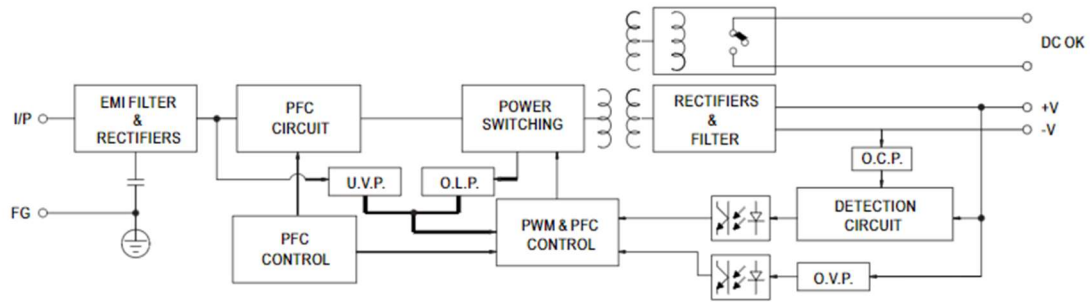 DC OK
I/P
EMI FILTER
&
RECTIFIERS
PFC
CIRCUIT
POWER
SWITCHING
RECTIFIERS
&
FILTER
+V
-V
O.C.P.
U.V.P.
O.L.P.
FG
PFC
CONTROL
PWM & PFC
CONTROL
DETECTION
CIRCUIT
O.V.P.